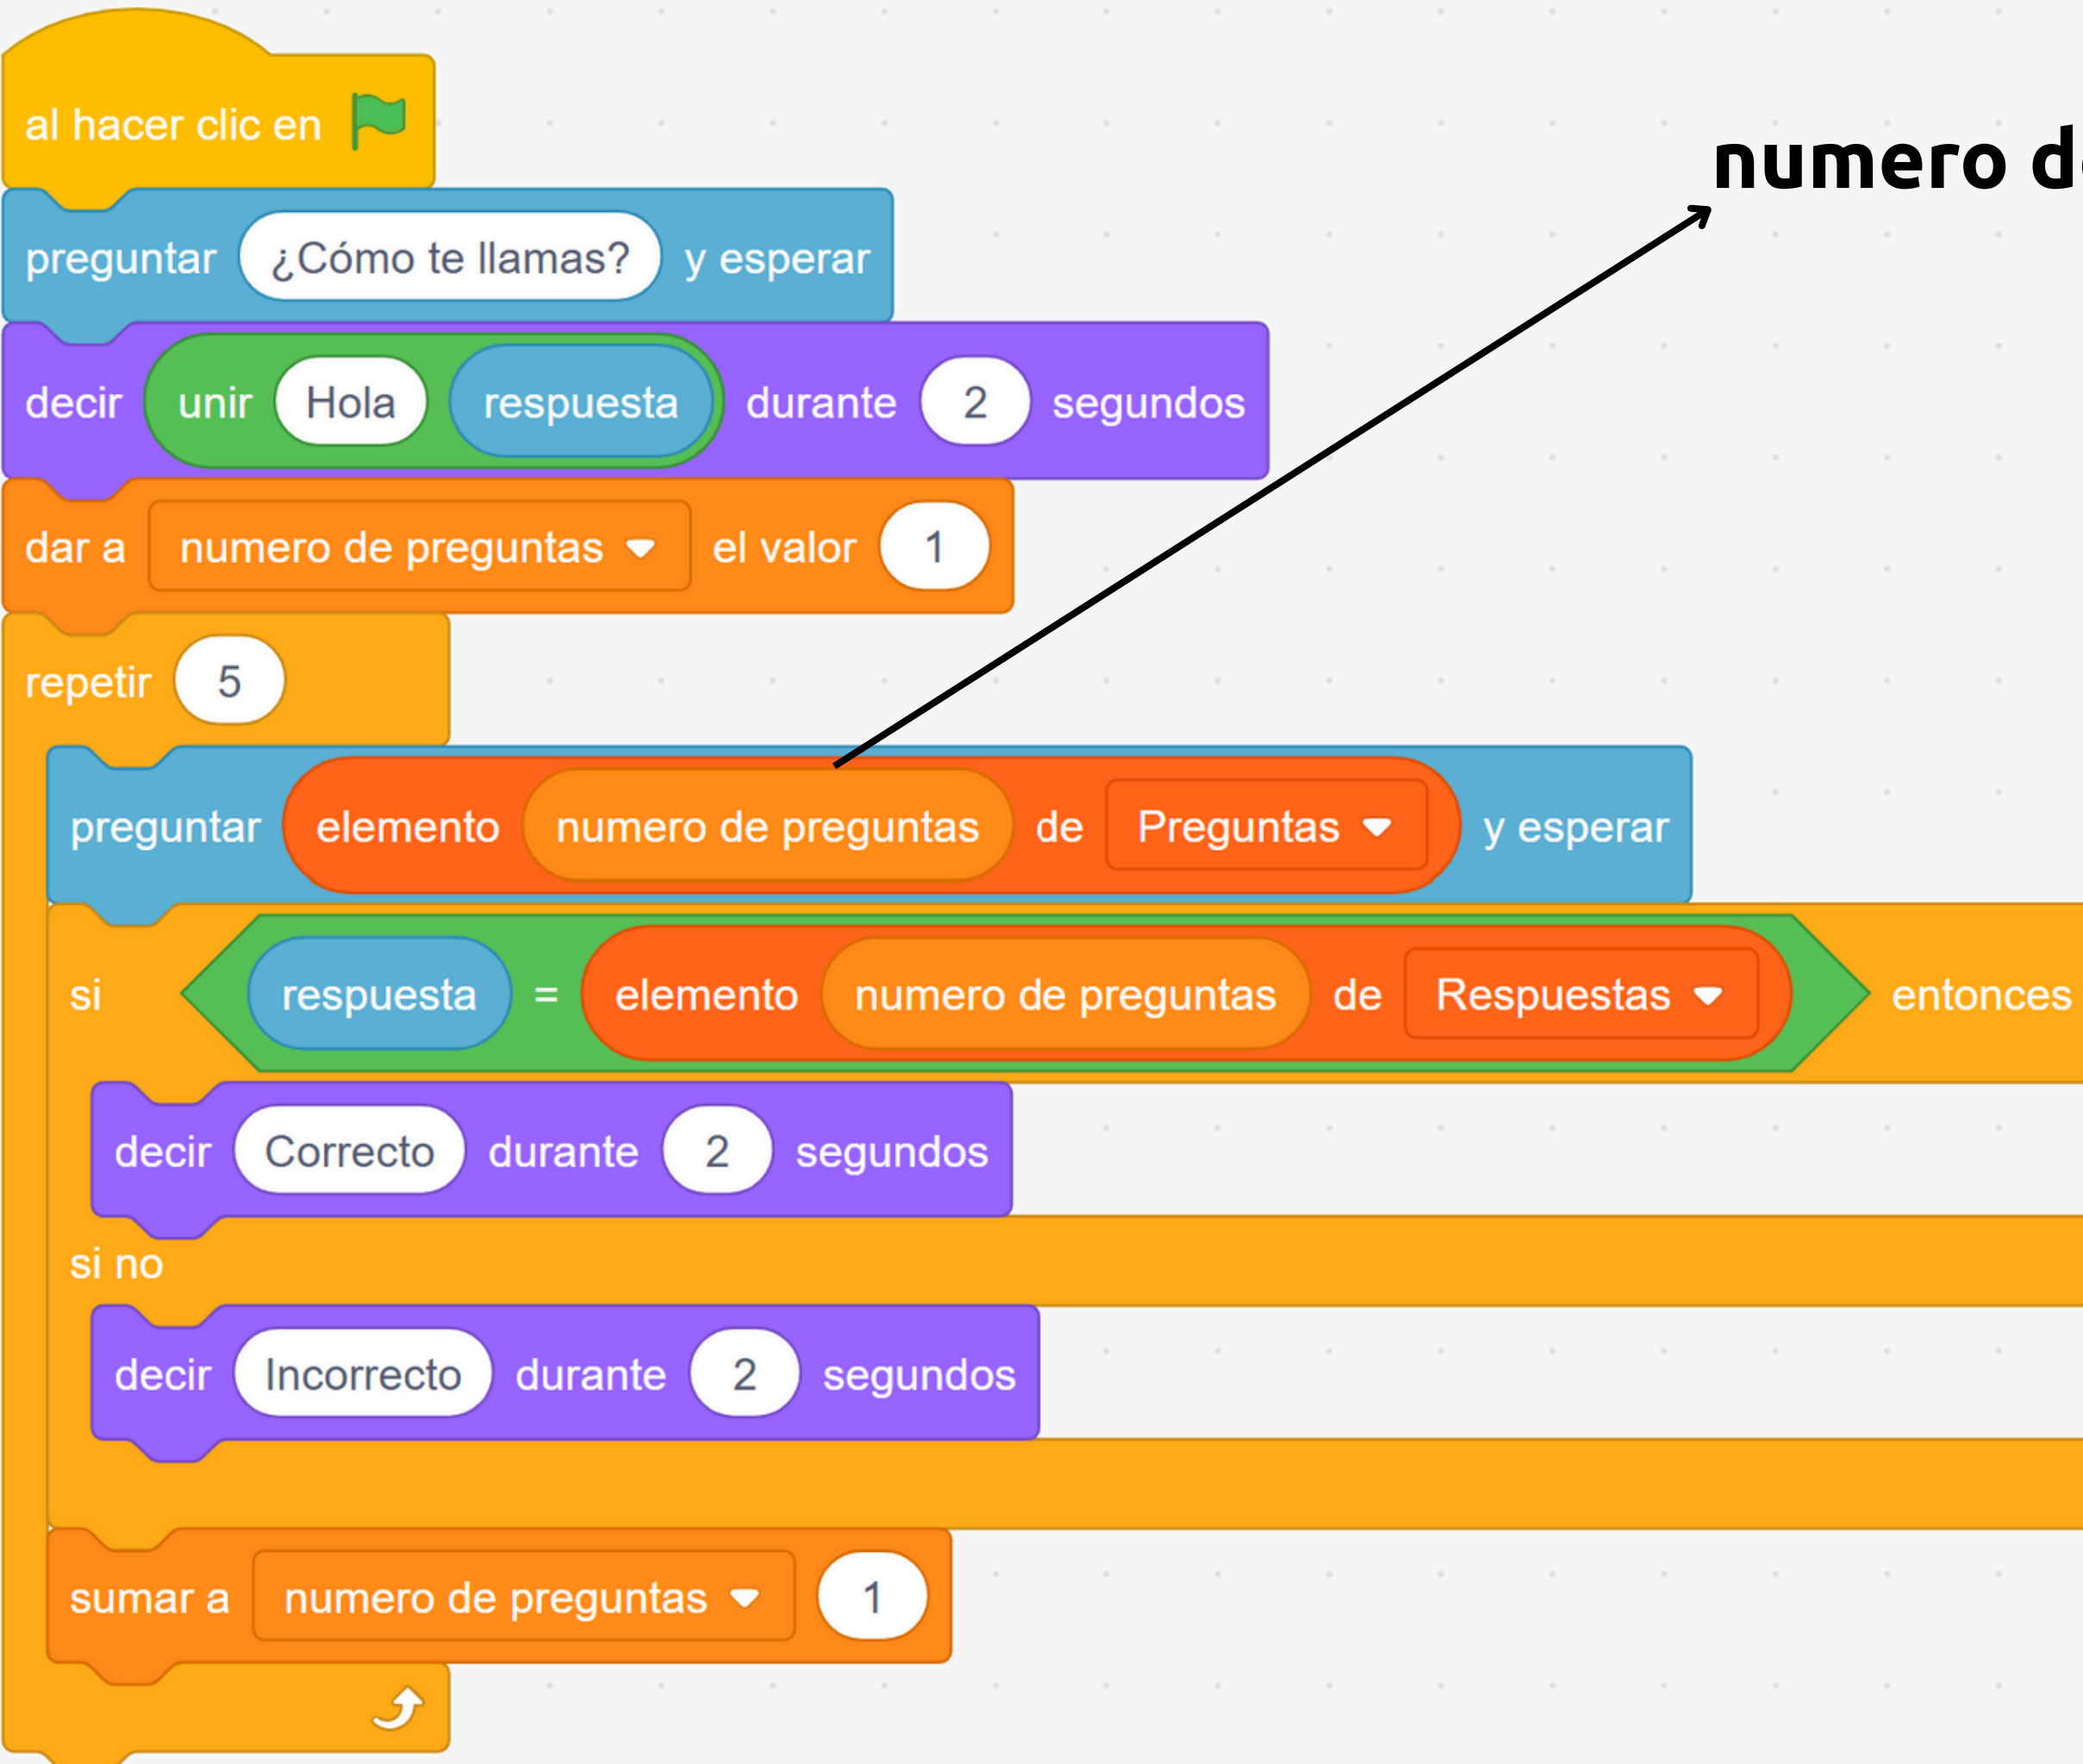 al hacer clic en
numero
preguntar ¿Cómo te llamas? y esperar
decir unir Hola respuesta durante 2 segundos
dar a numero de preguntas el valor 1
repetir 5
preguntar elemento numero de preguntas de Preguntas y esperar
si respuesta = elemento numero de preguntas de Respuestas entonces
decir Correcto durante 2 segundos
si no
decir Incorrecto durante 2 segundos
sumar a numero de preguntas 1